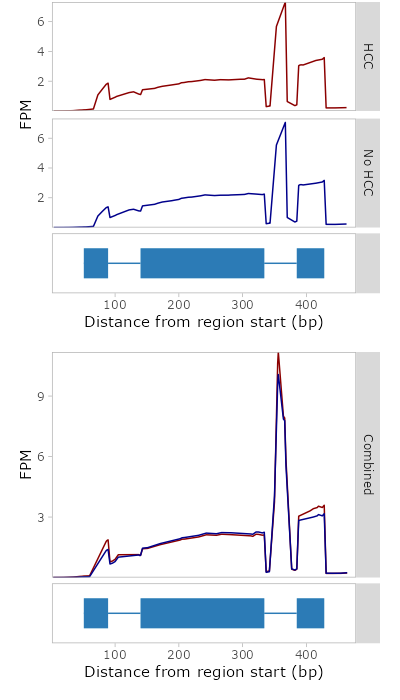 6
4
2
HCC
FPM
6
4
2
No HCC
100 200 300 400
Distance from region start (bp)
9
6
3
FPM
Combined
100 200 300 400
Distance from region start (bp)